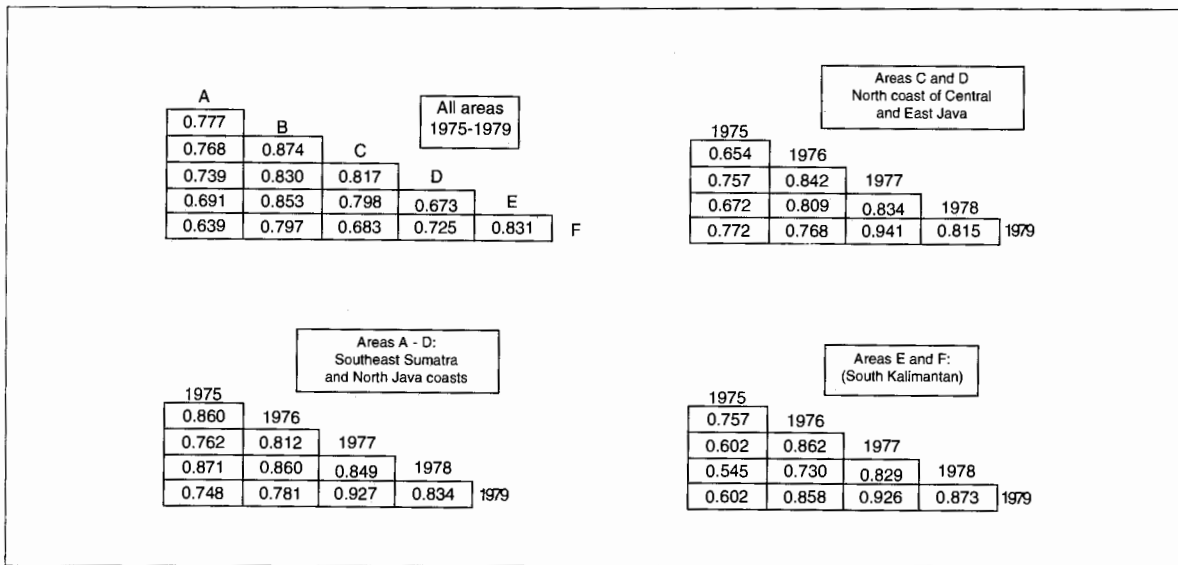 All areas
1975-1979
A
0.777 B
0.768 0.874 C
0.739 0.830 0.817 D
0.691 0.853 0.798 0.673 E
0.639 0.797 0.683 0.725 0.831 F
Areas C and D
North coast of Central
and East Java
1975
0.654 1976
0.757 0.842 1977
0.672 0.809 0.834 1978
0.772 0.768 0.941 0.815 1979
Areas A - D:
Southeast Sumatra
and North Java coasts
1975
0.860 1976
0.762 0.812 1977
0.871 0.860 0.849 1978
0.748 0.781 0.927 0.834 1979
Areas E and F:
(South Kalimantan)
1975
0.757 1976
0.602 0.862 1977
0.545 0.730 0.829 1978
0.602 0.858 0.926 0.873 1979